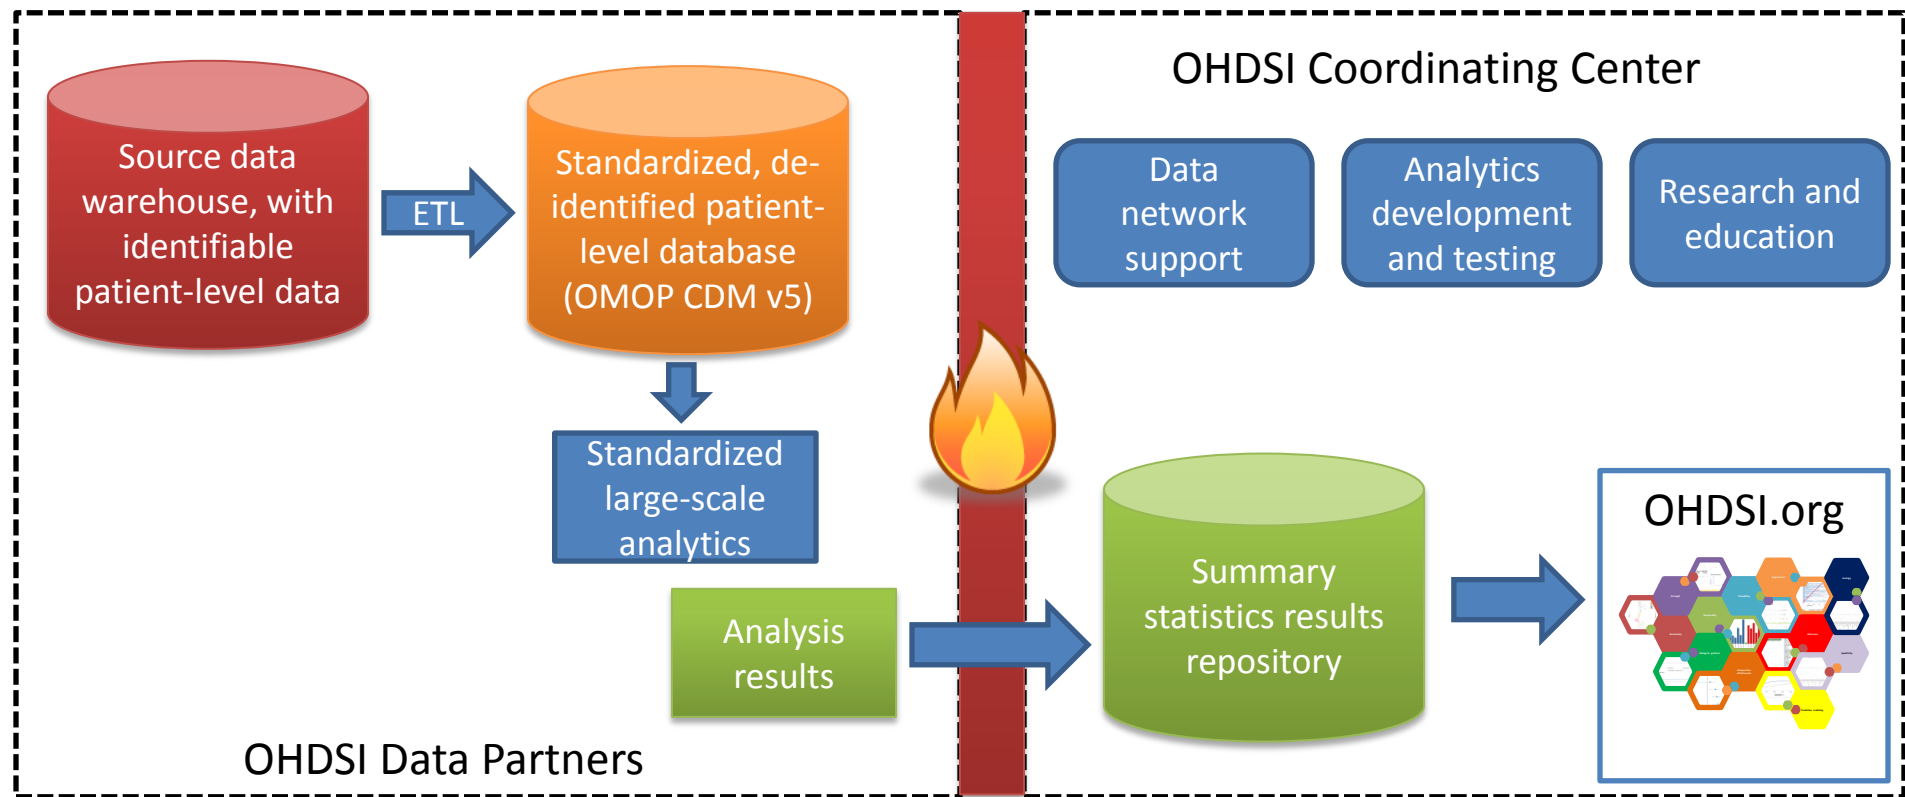 OHDSI Coordinating Center
Source data
warehouse, with
identifiable
patient-level data
ETL
Standardized, de-
identified patient-
level database
(OMOP CDM v5)
Data
network
support
Analytics
development
and testing
Research and
education
Standardized
large-scale
analytics
Analysis
results
Summary
statistics results
repository
OHDSI.org
OHDSI Data Partners